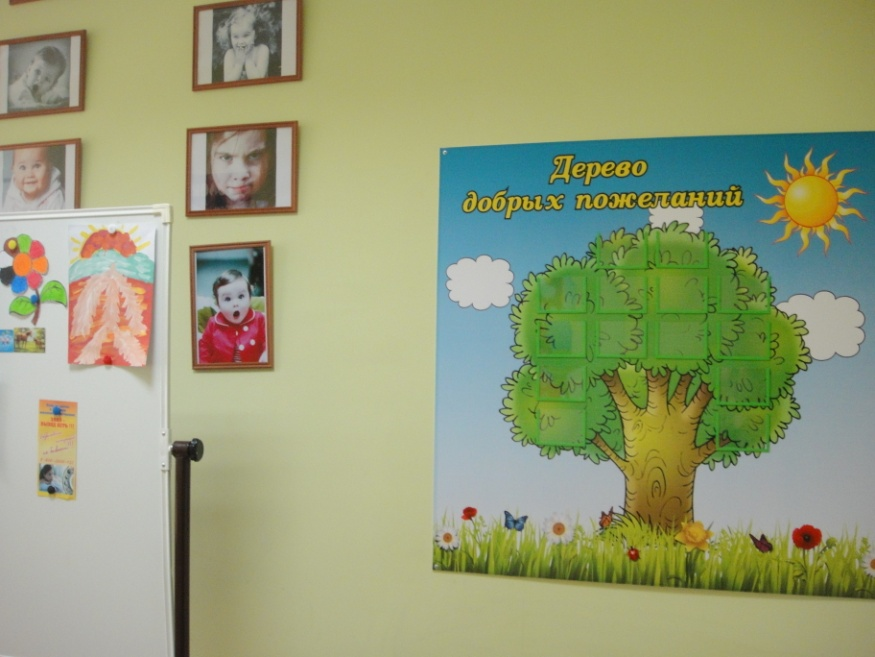 Дерево
добрых пожеланий